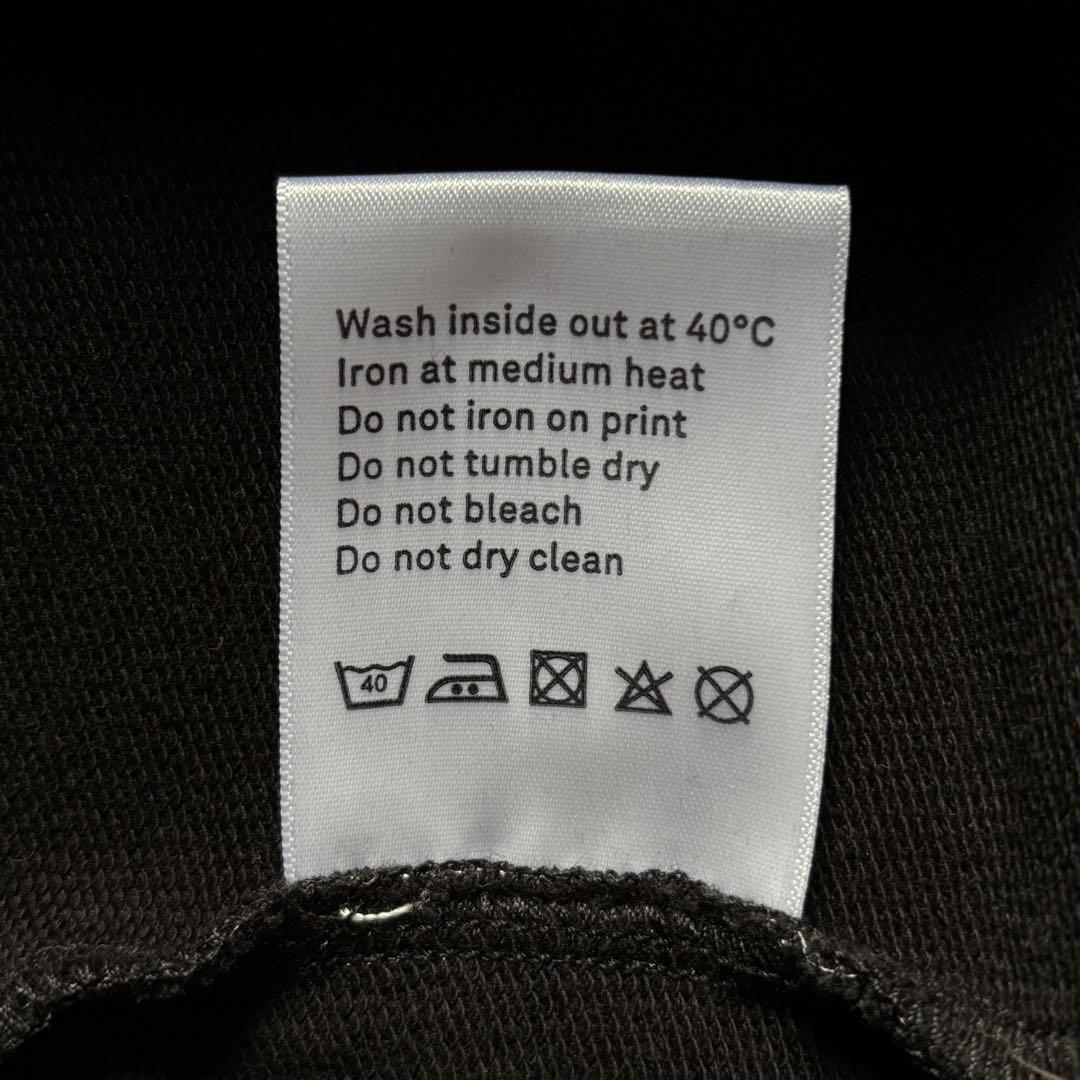 Wash inside out at 40°C
Iron at medium heat
Do not iron on print
Do not tumble dry
Do not bleach
Do not dry clean
40